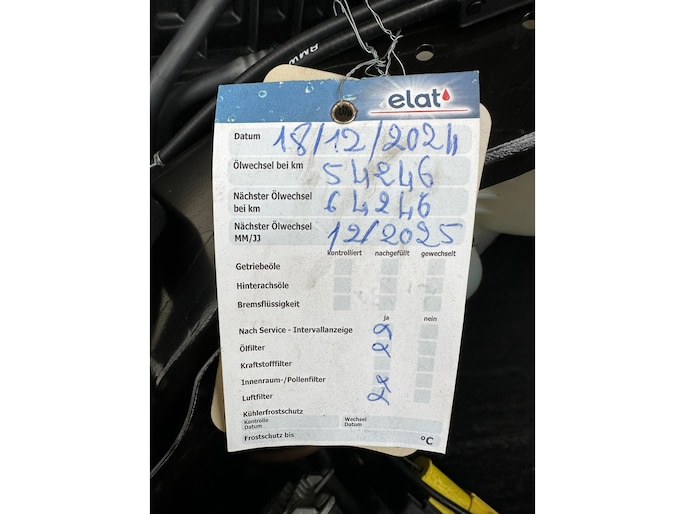 elat
Datum 18/12/2024
Ölwechsel bei km 54246
Nächster Ölwechsel bei km 64246
Nächster Ölwechsel MM/JJ 12/2025
kontrolliert nachgefüllt gewechselt
Getriebeöle
Hinterachsöle
Bremsflüssigkeit
ja nein
Nach Service - Intervallanzeige
Ölfilter
Kraftstofffilter
Innenraum-/Pollenfilter
Luftfilter
Kühlerfrostschutz
Kontrolle Datum Wechsel Datum
Frostschutz bis °C